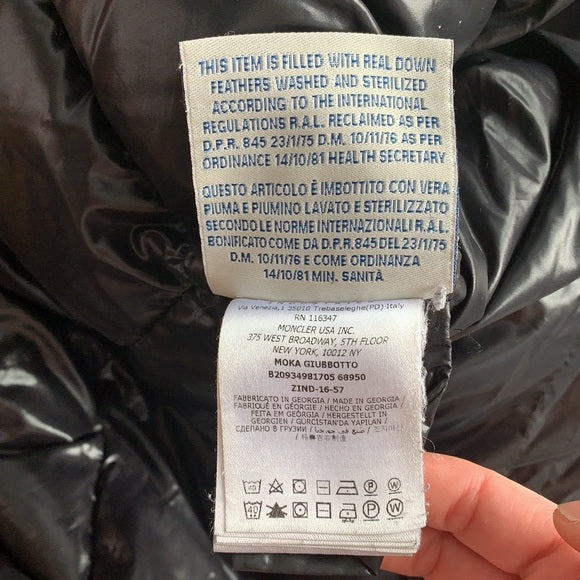 THIS ITEM IS FILLED WITH REAL DOWN
FEATHERS WASHED AND STERILIZED
ACCORDING TO THE INTERNATIONAL
REGULATIONS R.A.L. RECLAIMED AS PER
D.P.R. 845 23/1/75 D.M. 10/11/76 AS PER
ORDINANCE 14/10/81 HEALTH SECRETARY
QUESTO ARTICOLO È IMBOTTITO CON VERA
PIUMA E PIUMINO LAVATO E STERILIZZATO
SECONDO LE NORME INTERNAZIONALI R.A.L.
BONIFICATO COME DA D.P.R. 845 DEL 23/1/75
D.M. 10/11/76 E COME ORDINANZA
14/10/81 MIN. SANITÀ
Via Venezia,1 35010 Trebaseleghe(PD) Italy
RN 116347
MONCLER USA INC.
375 WEST BROADWAY, 5TH FLOOR
NEW YORK, 10012 NY
MOKA GIUBBOTTO
B20934981705 68950
ZIND-16-57
FABBRICATO IN GEORGIA / MADE IN GEORGIA /
FABRIQUÉ EN GÉORGIE / HECHO EN GEORGIA /
FEITA EM GEÓRGIA / HERGESTELLT IN
GEORGIEN / GÜRCİSTAN'DA YAPILAN /
СДЕЛАНО В ГРУЗИИ /
40 P W
40 P W